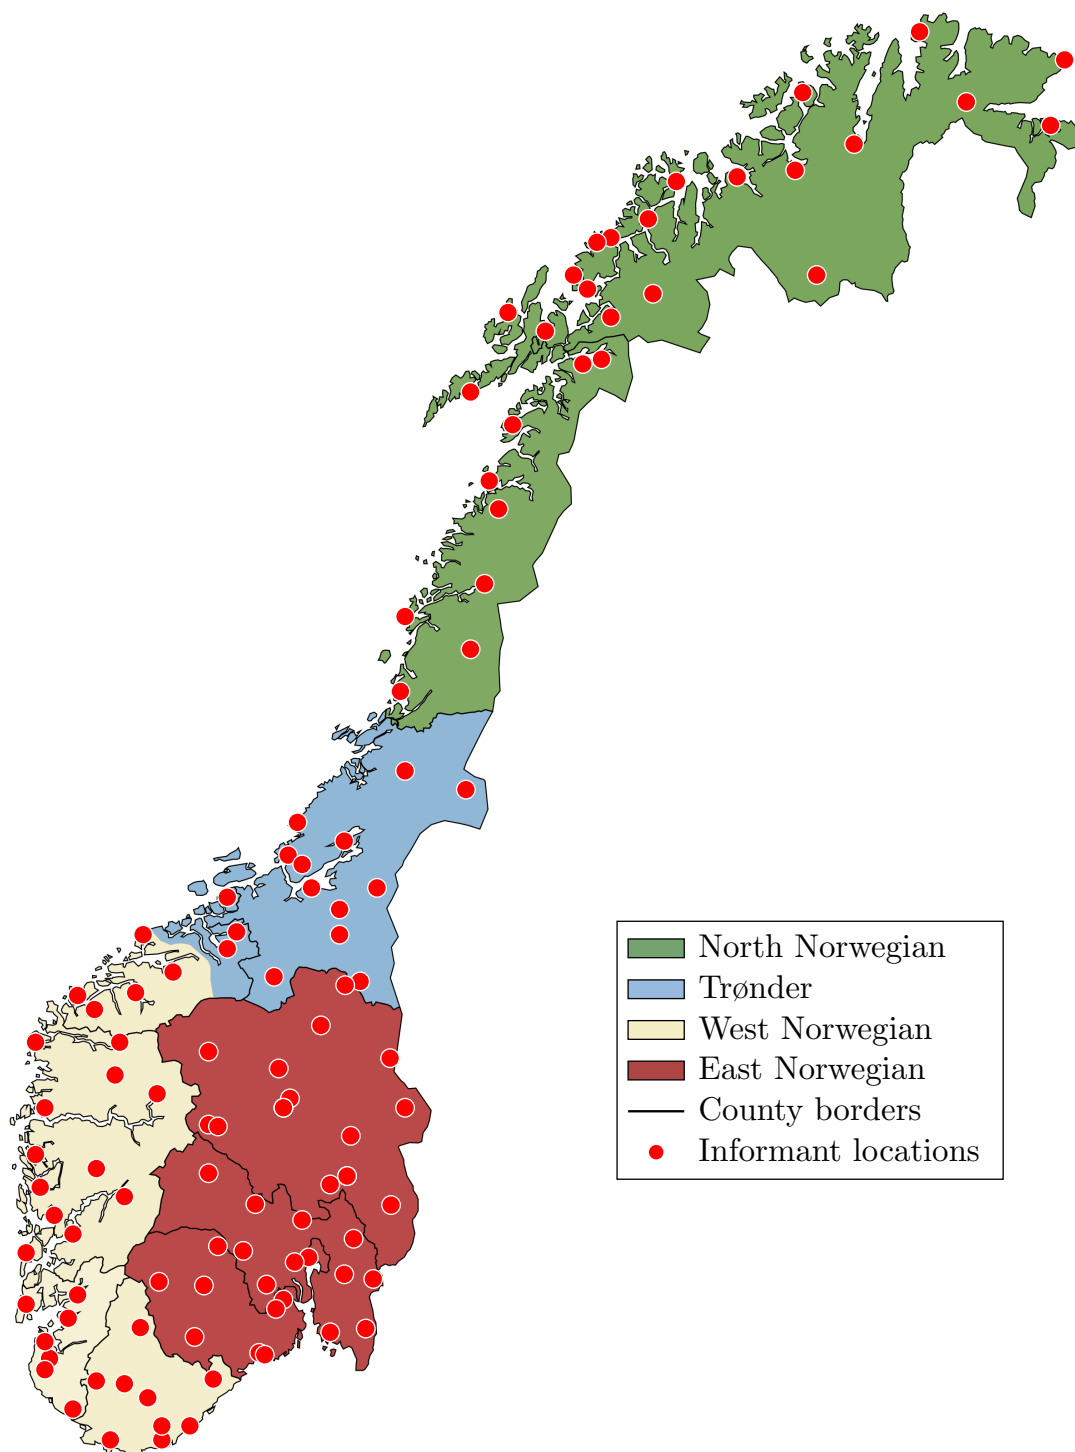 North Norwegian
Trønder
West Norwegian
East Norwegian
County borders
Informant locations